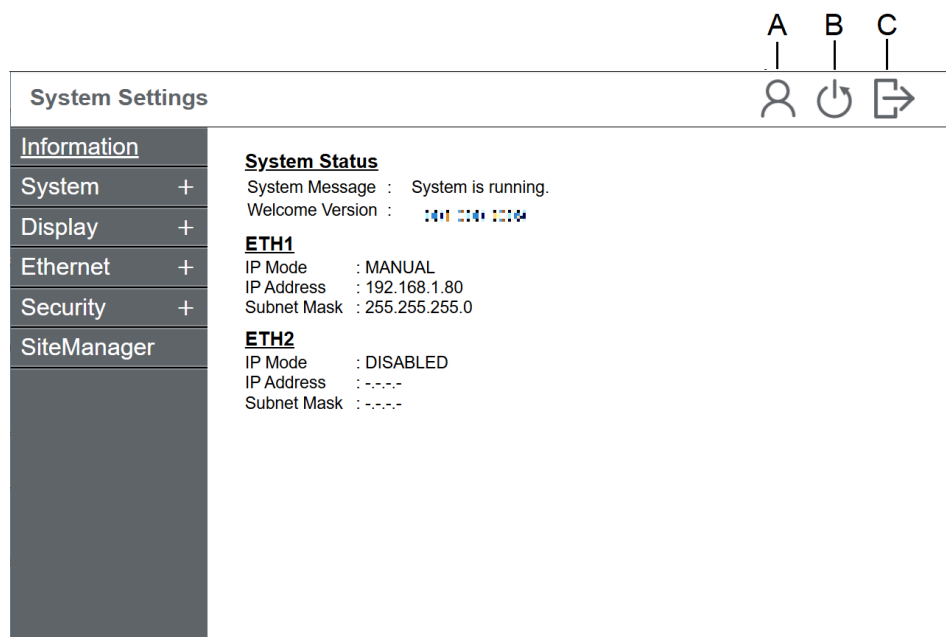 A B C
System Settings
Information
System +
Display +
Ethernet +
Security +
SiteManager
System Status
System Message : System is running.
Welcome Version :
ETH1
IP Mode : MANUAL
IP Address : 192.168.1.80
Subnet Mask : 255.255.255.0
ETH2
IP Mode : DISABLED
IP Address : -.-.-.-
Subnet Mask : -.-.-.-